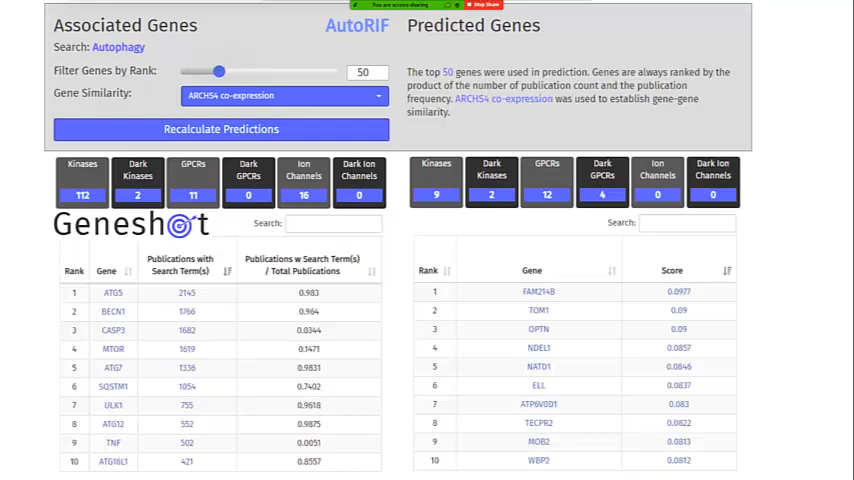 You are screen sharing
Stop Share
Associated Genes
AutoRIF
Search: Autophagy
Filter Genes by Rank:
50
Gene Similarity:
ARCHS4 co-expression
Recalculate Predictions
Predicted Genes
The top 50 genes were used in prediction. Genes are always ranked by the
product of the number of publication count and the publication
frequency. ARCHS4 co-expression was used to establish gene-gene
similarity.
Kinases 112
Dark Kinases 2
GPCRs 11
Dark GPCRs 0
Ion Channels 16
Dark Ion Channels 0
Kinases 9
Dark Kinases 2
GPCRs 12
Dark GPCRs 4
Ion Channels 0
Dark Ion Channels 0
Geneshot
Search:
Rank Gene Publications with Search Term(s) Publications w Search Term(s) / Total Publications
1 ATG5 2145 0.983
2 BECN1 1766 0.964
3 CASP3 1682 0.0344
4 MTOR 1619 0.1471
5 ATG7 1336 0.9831
6 SQSTM1 1054 0.7402
7 ULK1 755 0.9618
8 ATG12 552 0.9875
9 TNF 502 0.0051
10 ATG16L1 421 0.8557
Search:
Rank Gene Score
1 FAM214B 0.0977
2 TOM1 0.09
3 OPTN 0.09
4 NDEL1 0.0857
5 NATD1 0.0846
6 ELL 0.0837
7 ATP6V0D1 0.083
8 TECPR2 0.0822
9 MOB2 0.0813
10 WBP2 0.0812